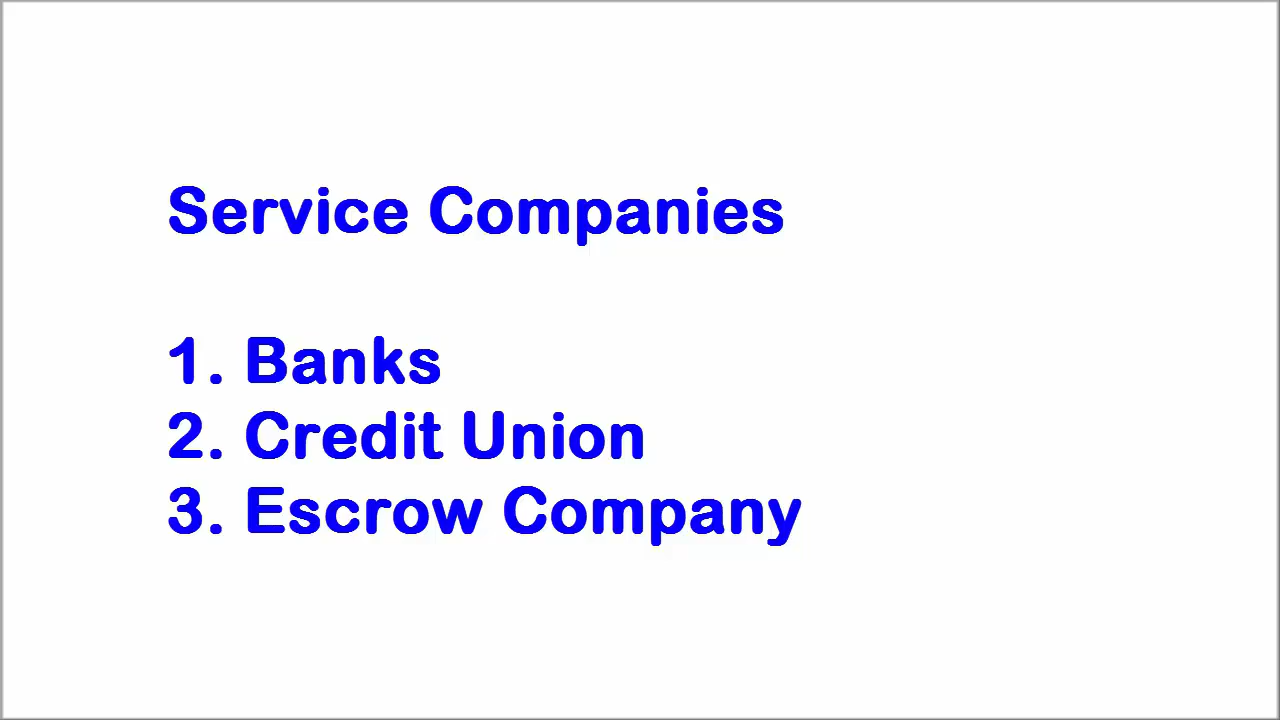 Service Companies
1. Banks
2. Credit Union
3. Escrow Company